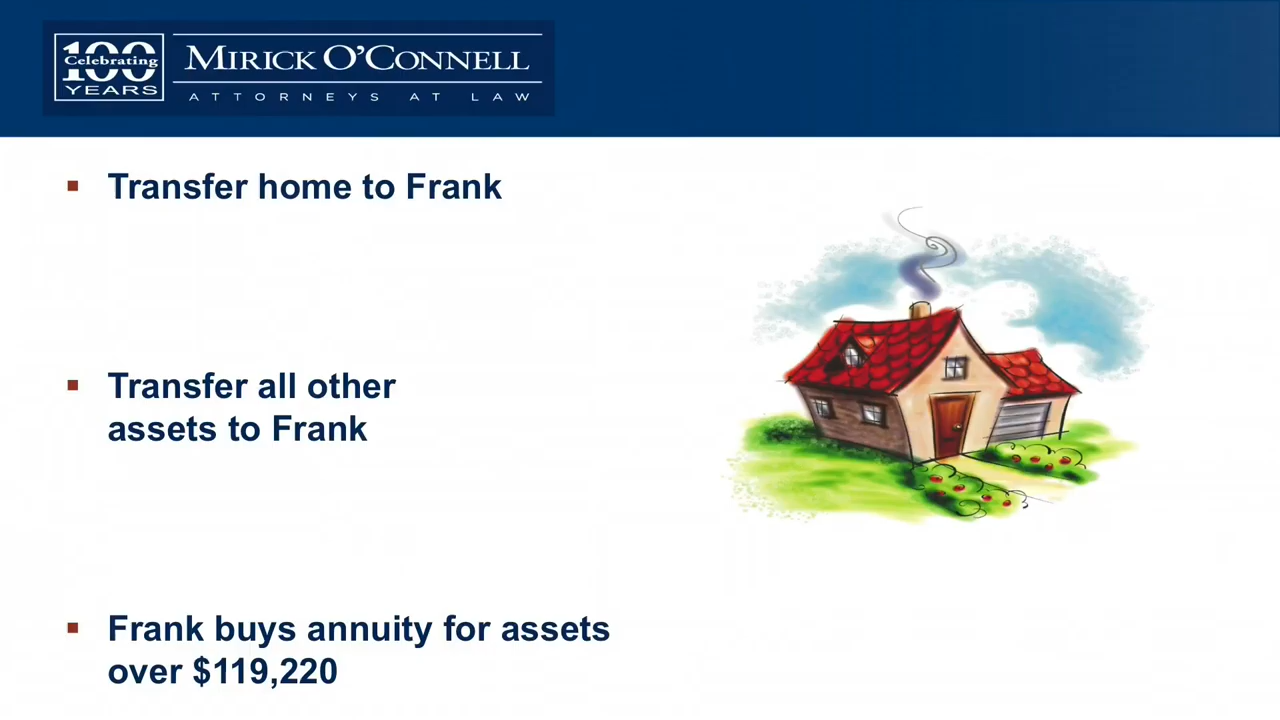 100
Celebrating
YEARS
MIRICK O'CONNELL
ATTORNEYS AT LAW
▪ Transfer home to Frank
▪ Transfer all other
assets to Frank
▪ Frank buys annuity for assets
over $119,220